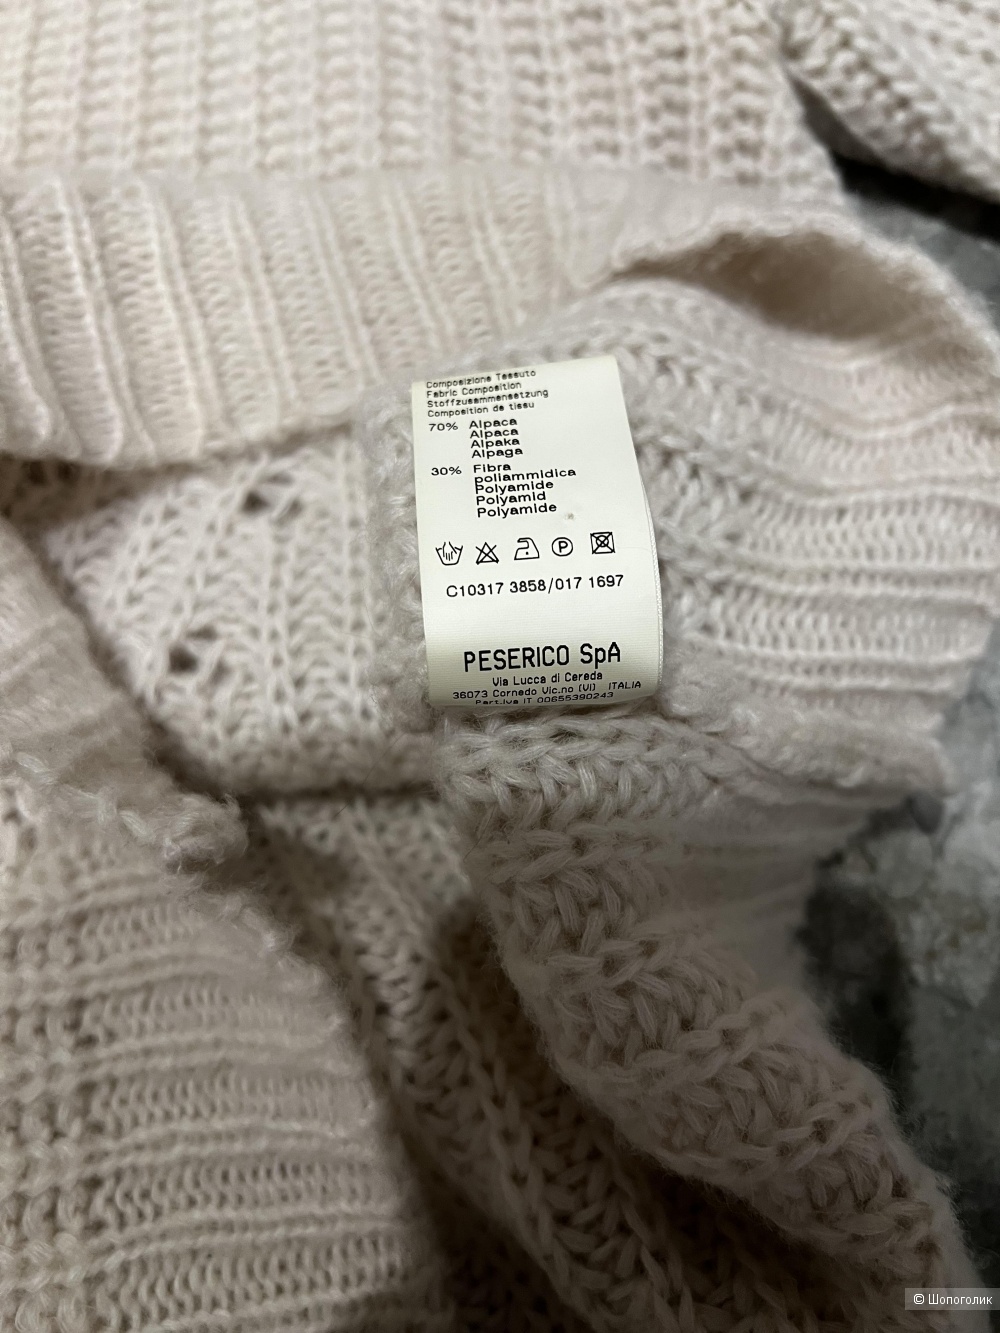 Composizione Tessuto
Fabric Composition
Stoffzusammensetzung
Composition de tissu
70% Alpaca
Alpaca
Alpaka
Alpaga
30% Fibra
poliammidica
Polyamide
Polyamid
Polyamide
P
C10317 3858/017 1697
PESERICO SpA
Via Lucca di Cereda
36073 Cornedo Vic.no (VI) ITALIA
Part.Iva IT 00655390243
© Шопоголик